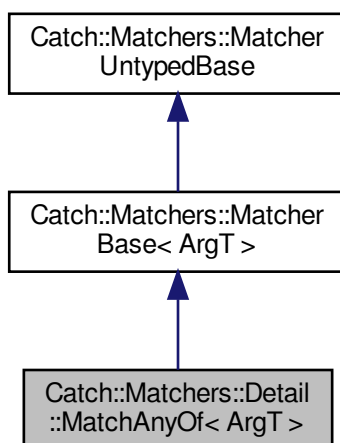 Catch::Matchers::Matcher
UntypedBase
Catch::Matchers::Matcher
Base< ArgT >
Catch::Matchers::Detail
::MatchAnyOf< ArgT >